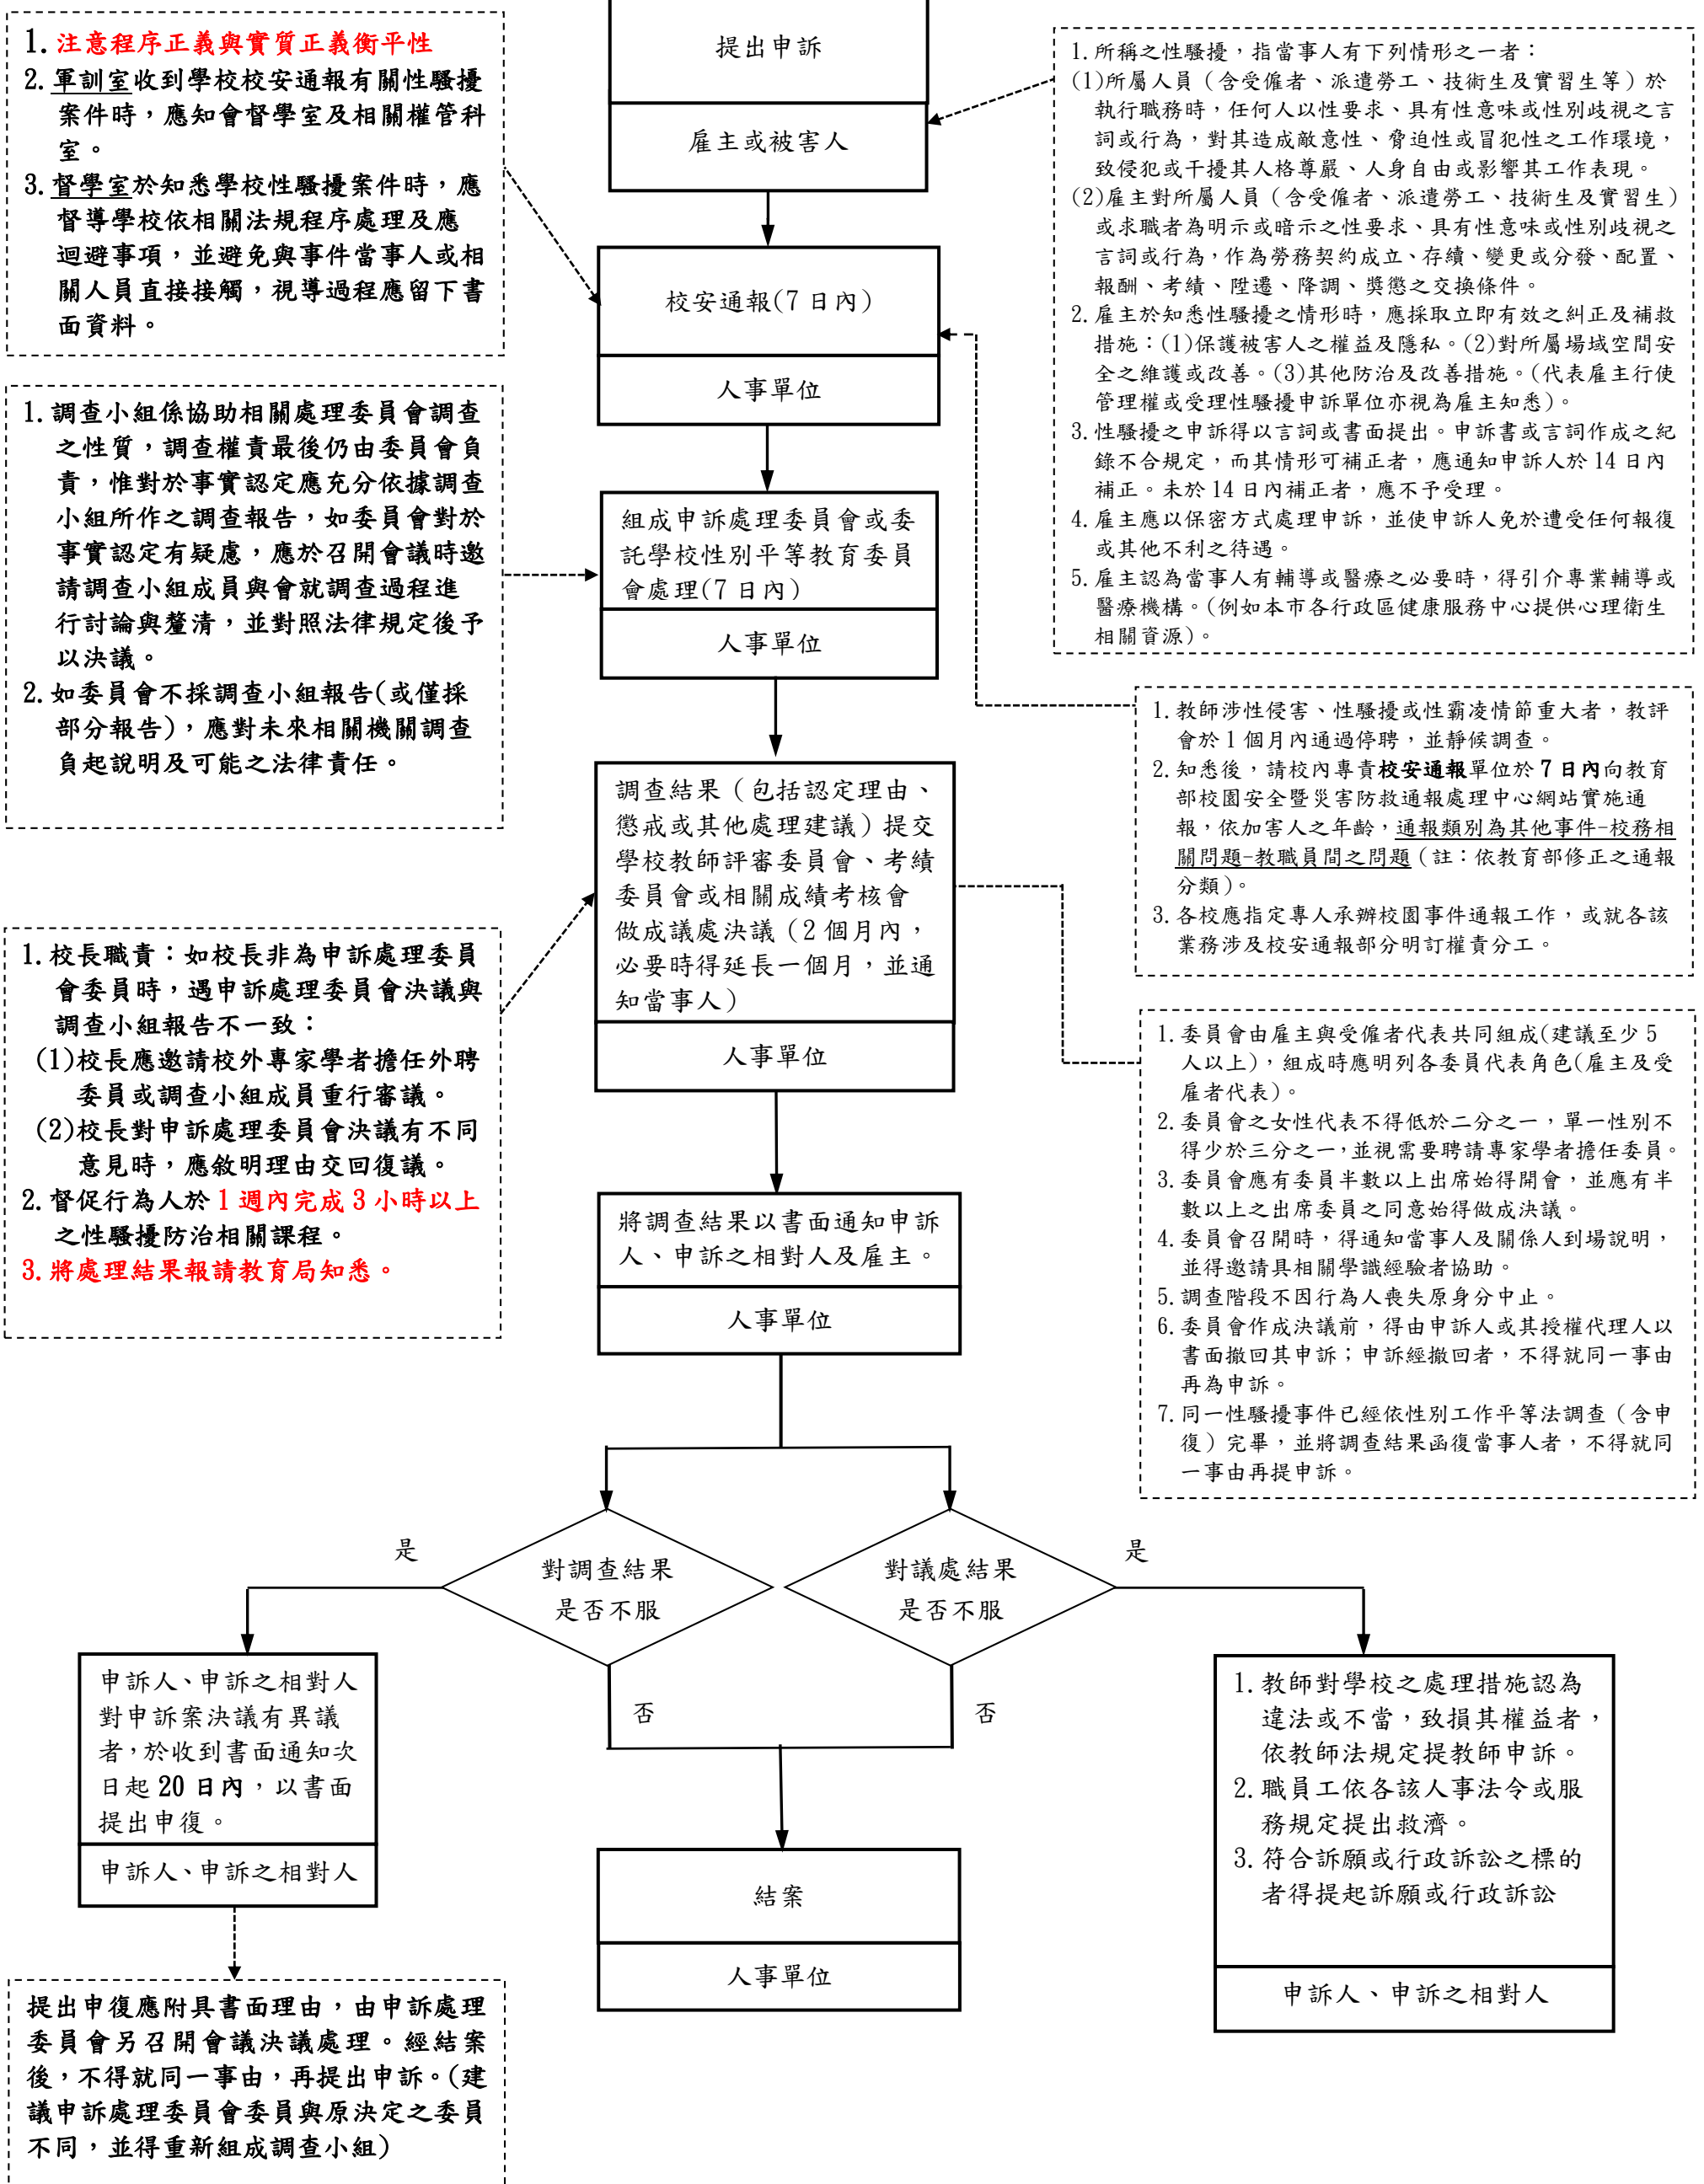 1. 注意程序正義與實質正義衡平性
2. 軍訓室收到學校校安通報有關性騷擾
案件時，應知會督學室及相關權管科
室。
3. 督學室於知悉學校性騷擾案件時，應
督導學校依相關法規程序處理及應
迴避事項，並避免與事件當事人或相
關人員直接接觸，視導過程應留下書
面資料。
1. 調查小組係協助相關處理委員會調查
之性質，調查權責最後仍由委員會負
責，惟對於事實認定應充分依據調查
小組所作之調查報告，如委員會對於
事實認定有疑慮，應於召開會議時邀
請調查小組成員與會就調查過程進
行討論與釐清，並對照法律規定後予
以決議。
2. 如委員會不採調查小組報告(或僅採
部分報告)，應對未來相關機關調查
負起說明及可能之法律責任。
1. 校長職責：如校長非為申訴處理委員
會委員時，遇申訴處理委員會決議與
調查小組報告不一致：
(1)校長應邀請校外專家學者擔任外聘
委員或調查小組成員重行審議。
(2)校長對申訴處理委員會決議有不同
意見時，應敘明理由交回復議。
2. 督促行為人於 1 週內完成 3 小時以上
之性騷擾防治相關課程。
3. 將處理結果報請教育局知悉。
提出申訴
雇主或被害人
校安通報(7 日內)
人事單位
組成申訴處理委員會或委
託學校性別平等教育委員
會處理(7 日內)
人事單位
調查結果（包括認定理由、
懲戒或其他處理建議）提交
學校教師評審委員會、考績
委員會或相關成績考核會
做成議處決議（2 個月內，
必要時得延長一個月，並通
知當事人）
人事單位
將調查結果以書面通知申訴
人、申訴之相對人及雇主。
人事單位
1. 所稱之性騷擾，指當事人有下列情形之一者：
(1)所屬人員（含受僱者、派遣勞工、技術生及實習生等）於
執行職務時，任何人以性要求、具有性意味或性別歧視之言
詞或行為，對其造成敵意性、脅迫性或冒犯性之工作環境，
致侵犯或干擾其人格尊嚴、人身自由或影響其工作表現。
(2)雇主對所屬人員（含受僱者、派遣勞工、技術生及實習生）
或求職者為明示或暗示之性要求、具有性意味或性別歧視之
言詞或行為，作為勞務契約成立、存續、變更或分發、配置、
報酬、考績、陞遷、降調、獎懲之交換條件。
2. 雇主於知悉性騷擾之情形時，應採取立即有效之糾正及補救
措施：(1)保護被害人之權益及隱私。(2)對所屬場域空間安
全之維護或改善。(3)其他防治及改善措施。(代表雇主行使
管理權或受理性騷擾申訴單位亦視為雇主知悉)。
3. 性騷擾之申訴得以言詞或書面提出。申訴書或言詞作成之紀
錄不合規定，而其情形可補正者，應通知申訴人於 14 日內
補正。未於 14 日內補正者，應不予受理。
4. 雇主應以保密方式處理申訴，並使申訴人免於遭受任何報復
或其他不利之待遇。
5. 雇主認為當事人有輔導或醫療之必要時，得引介專業輔導或
醫療機構。(例如本市各行政區健康服務中心提供心理衛生
相關資源)。
1. 教師涉性侵害、性騷擾或性霸凌情節重大者，教評
會於 1 個月內通過停聘，並靜候調查。
2. 知悉後，請校內專責校安通報單位於 7 日內向教育
部校園安全暨災害防救通報處理中心網站實施通
報，依加害人之年齡，通報類別為其他事件-校務相
關問題-教職員間之問題（註：依教育部修正之通報
分類）。
3. 各校應指定專人承辦校園事件通報工作，或就各該
業務涉及校安通報部分明訂權責分工。
1. 委員會由雇主與受僱者代表共同組成(建議至少 5
人以上)，組成時應明列各委員代表角色(雇主及受
雇者代表)。
2. 委員會之女性代表不得低於二分之一，單一性別不
得少於三分之一，並視需要聘請專家學者擔任委員。
3. 委員會應有委員半數以上出席始得開會，並應有半
數以上之出席委員之同意始得做成決議。
4. 委員會召開時，得通知當事人及關係人到場說明，
並得邀請具相關學識經驗者協助。
5. 調查階段不因行為人喪失原身分中止。
6. 委員會作成決議前，得由申訴人或其授權代理人以
書面撤回其申訴；申訴經撤回者，不得就同一事由
再為申訴。
7. 同一性騷擾事件已經依性別工作平等法調查（含申
復）完畢，並將調查結果函復當事人者，不得就同
一事由再提申訴。
是
對調查結果
是否不服
對議處結果
是否不服
是
否
否
申訴人、申訴之相對人
對申訴案決議有異議
者，於收到書面通知次
日起 20 日內，以書面
提出申復。
申訴人、申訴之相對人
結案
人事單位
1. 教師對學校之處理措施認為
違法或不當，致損其權益者，
依教師法規定提教師申訴。
2. 職員工依各該人事法令或服
務規定提出救濟。
3. 符合訴願或行政訴訟之標的
者得提起訴願或行政訴訟
申訴人、申訴之相對人
提出申復應附具書面理由，由申訴處理
委員會另召開會議決議處理。經結案
後，不得就同一事由，再提出申訴。(建
議申訴處理委員會委員與原決定之委員
不同，並得重新組成調查小組)